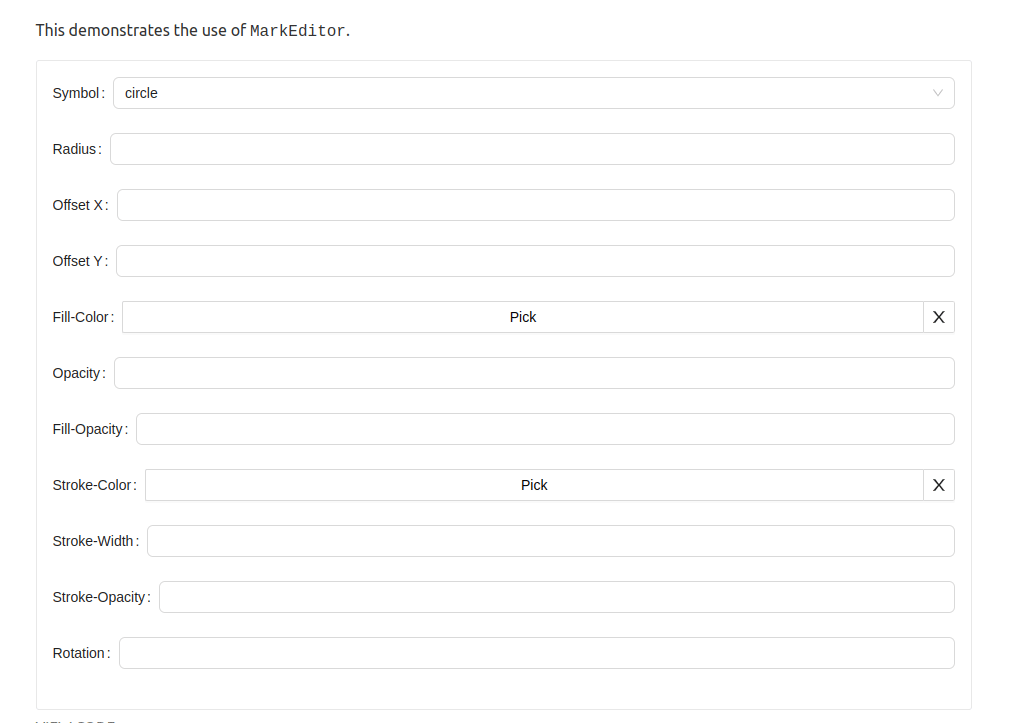 This demonstrates the use of MarkEditor.
Symbol: circle
Radius:
Offset X:
Offset Y:
Fill-Color: Pick X
Opacity:
Fill-Opacity:
Stroke-Color: Pick X
Stroke-Width:
Stroke-Opacity:
Rotation: